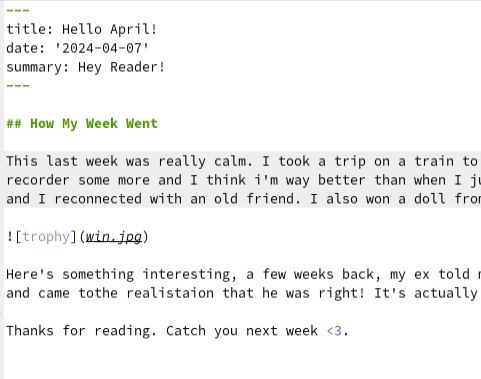 ---
title: Hello April!
date: '2024-04-07'
summary: Hey Reader!
---
## How My Week Went
This last week was really calm. I took a trip on a train to
recorder some more and I think i'm way better than when I
and I reconnected with an old friend. I also won a doll
![trophy](win.jpg)
Here's something interesting, a few weeks back, my ex told
and came tothe realistaion that he was right! It's actually
Thanks for reading. Catch you next week <3.